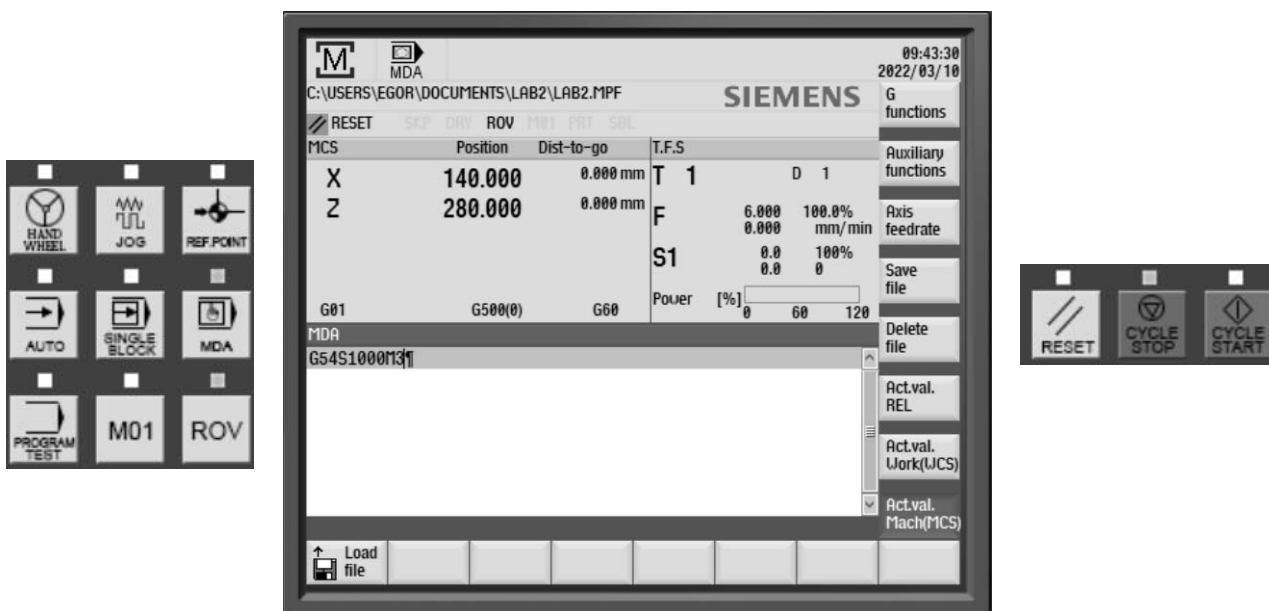 HAND
WHEEL
JOG
REF.POINT
AUTO
SINGLE
BLOCK
MDA
PROGRAM
TEST
M01
ROV
M
MDA
09:43:30
2022/03/10
C:\USERS\EGOR\DOCUMENTS\LAB2\LAB2.MPF
SIEMENS
RESET SKP DRY ROV M01 PRT SBL
MCS Position Dist-to-go T.F.S
X 140.000 0.000 mm T 1 D 1
Z 280.000 0.000 mm
F 6.000 100.0%
0.000 mm/min
S1 0.0 100%
0.0 0
Power [%]
0 60 120
G01 G500(0) G60
MDA
G54S1000M3¶
G
functions
Auxiliary
functions
Axis
feedrate
Save
file
Delete
file
Act.val.
REL
Act.val.
Work(WCS)
Act.val.
Mach(MCS)
Load
file
RESET
CYCLE
STOP
CYCLE
START